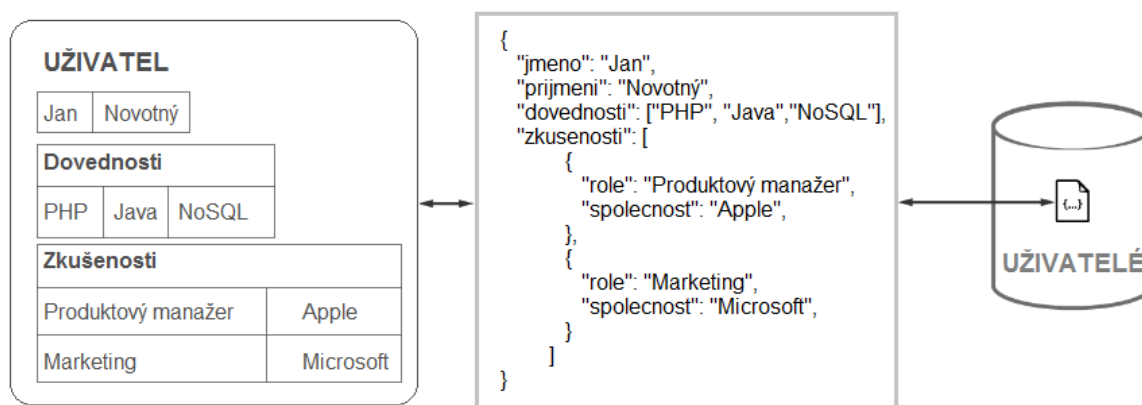 UŽIVATEL
Jan Novotný
Dovednosti
PHP Java NoSQL
Zkušenosti
Produktový manažer Apple
Marketing Microsoft
{
"jmeno": "Jan",
"prijmeni": "Novotný",
"dovednosti": ["PHP", "Java","NoSQL"],
"zkusenosti": [
{
"role": "Produktový manažer",
"spolecnost": "Apple",
},
{
"role": "Marketing",
"spolecnost": "Microsoft",
}
]
}
{...}
UŽIVATELÉ